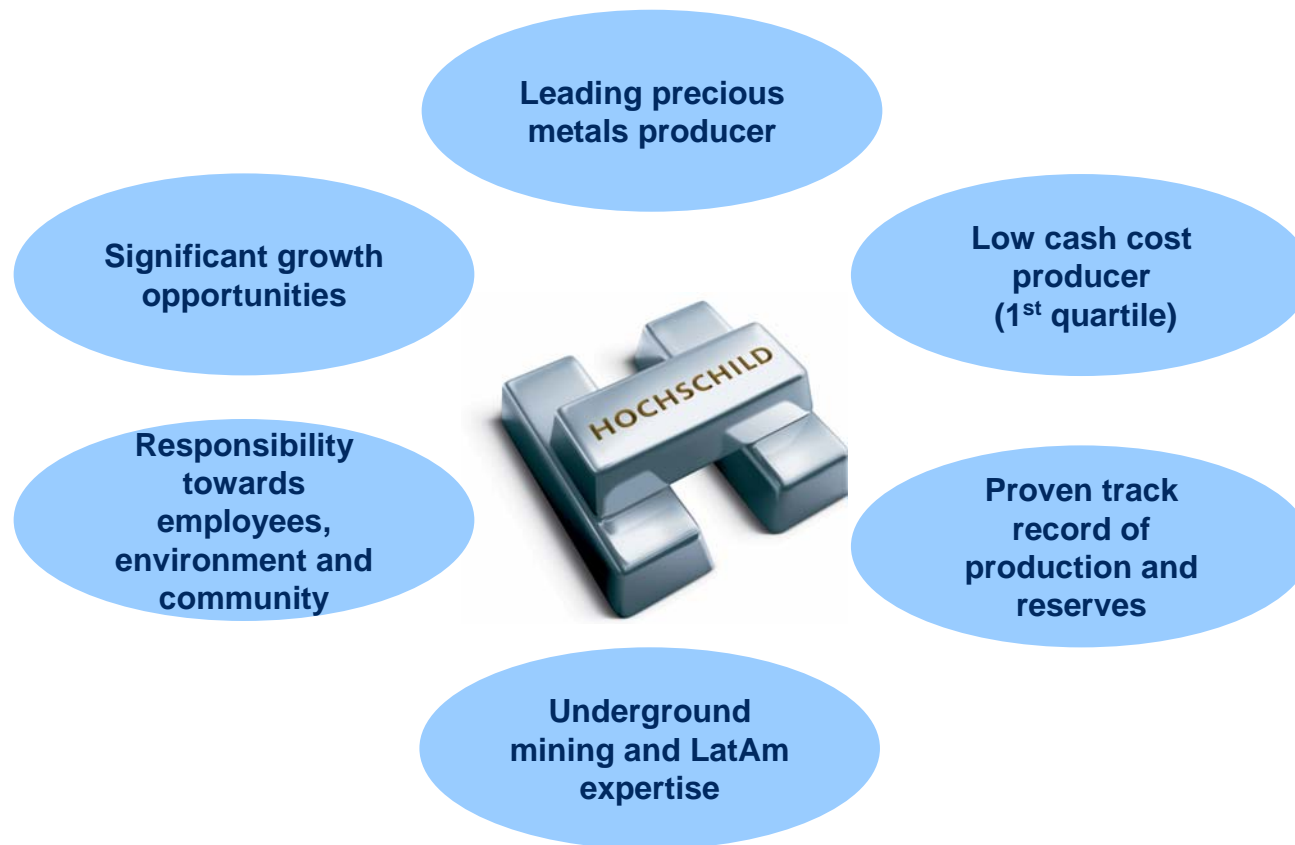 Leading precious
metals producer
Significant growth
opportunities
Low cash cost
producer
(1st quartile)
HOCHSCHILD
Responsibility
towards
employees,
environment and
community
Proven track
record of
production and
reserves
Underground
mining and LatAm
expertise